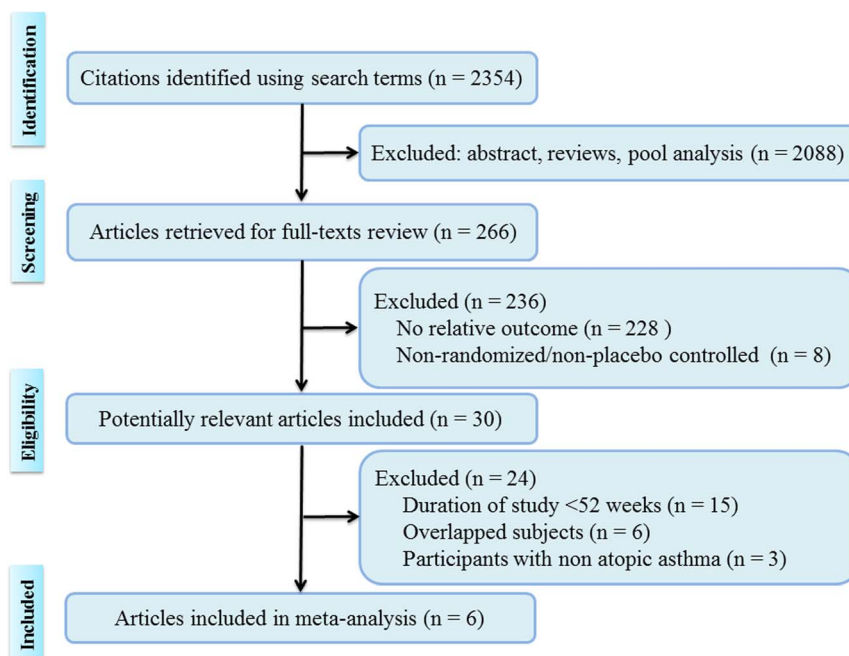 Identification
Citations identified using search terms (n = 2354)
Excluded: abstract, reviews, pool analysis (n = 2088)
Screening
Articles retrieved for full-texts review (n = 266)
Excluded (n = 236)
No relative outcome (n = 228 )
Non-randomized/non-placebo controlled (n = 8)
Eligibility
Potentially relevant articles included (n = 30)
Excluded (n = 24)
Duration of study <52 weeks (n = 15)
Overlapped subjects (n = 6)
Participants with non atopic asthma (n = 3)
Included
Articles included in meta-analysis (n = 6)